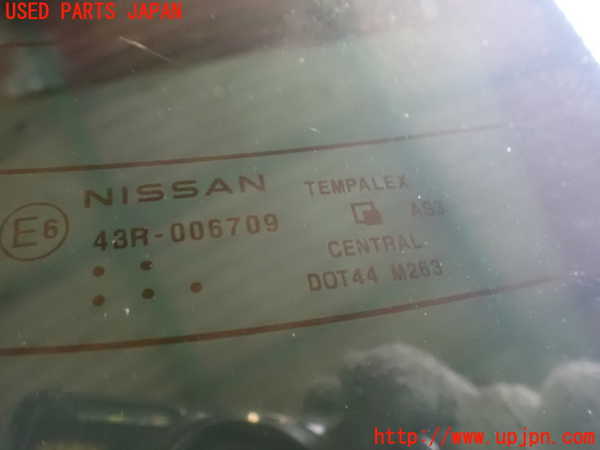 USED PARTS JAPAN
NISSAN
TEMPALEX
E6
43R-006709
AS3
CENTRAL
DOT44 M263
http://www.upjpn.com/